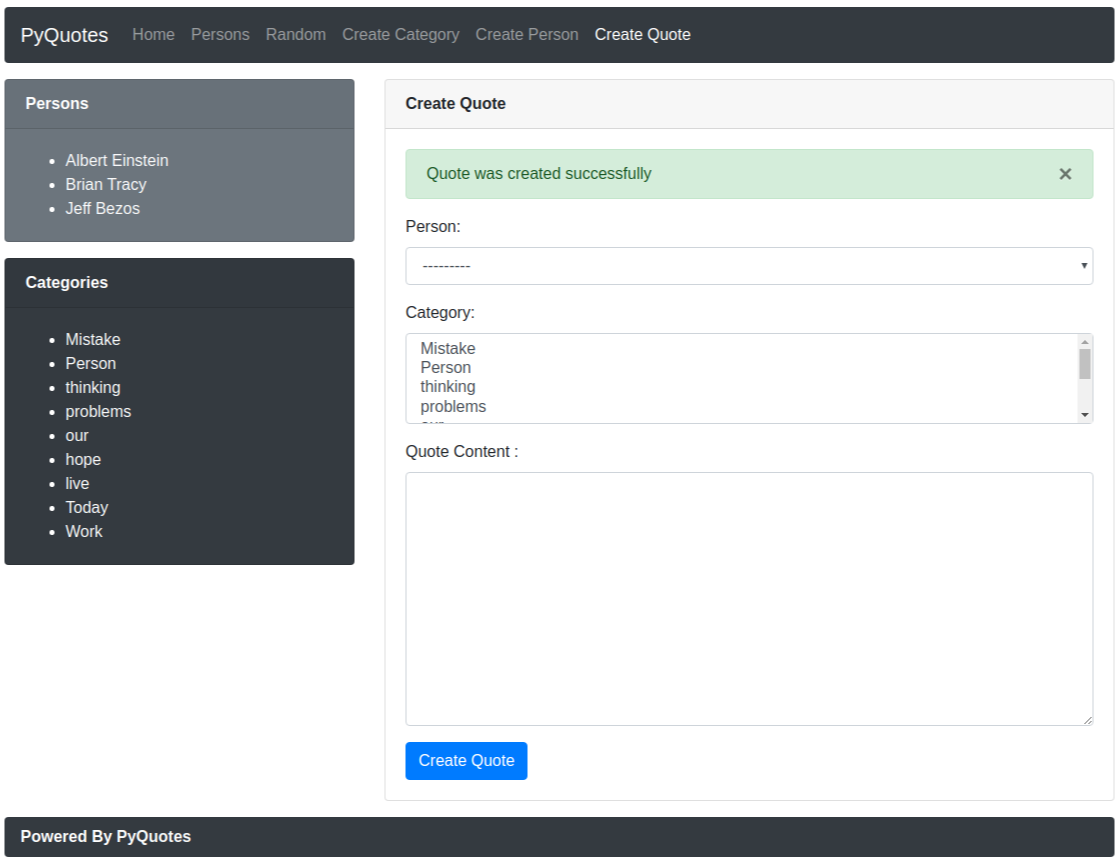 PyQuotes Home Persons Random Create Category Create Person Create Quote
Persons
Albert Einstein
Brian Tracy
Jeff Bezos
Categories
Mistake
Person
thinking
problems
our
hope
live
Today
Work
Create Quote
Quote was created successfully ×
Person:
---------
Category:
Mistake
Person
thinking
problems
Quote Content :
Create Quote
Powered By PyQuotes